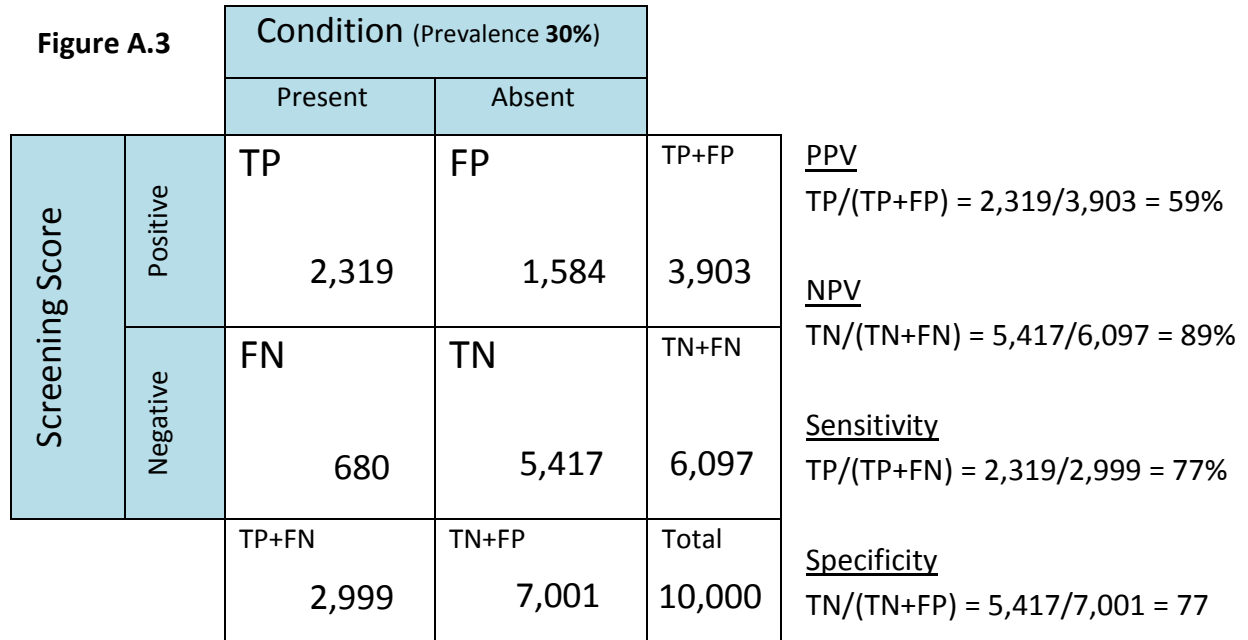 Figure A.3
Condition (Prevalence 30%)
Present
Absent
Screening Score
Positive
TP
2,319
FP
1,584
TP+FP
3,903
Negative
FN
680
TN
5,417
TN+FN
6,097
TP+FN
2,999
TN+FP
7,001
Total
10,000
PPV
TP/(TP+FP) = 2,319/3,903 = 59%
NPV
TN/(TN+FN) = 5,417/6,097 = 89%
Sensitivity
TP/(TP+FN) = 2,319/2,999 = 77%
Specificity
TN/(TN+FP) = 5,417/7,001 = 77